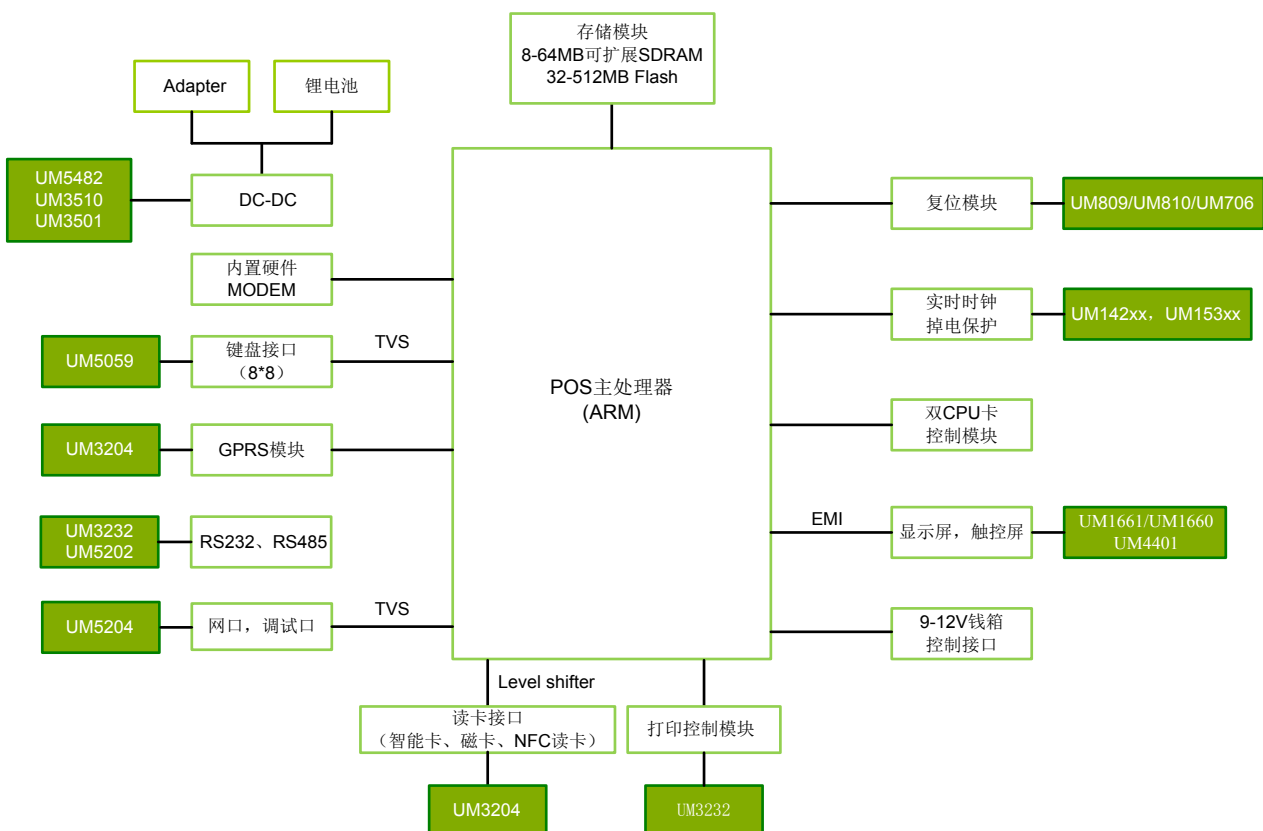 存储模块
8-64MB可扩展SDRAM
32-512MB Flash
Adapter
锂电池
UM5482
UM3510
UM3501
DC-DC
复位模块
UM809/UM810/UM706
内置硬件
MODEM
实时时钟
掉电保护
UM142xx，UM153xx
UM5059
键盘接口
（8*8）
TVS
POS主处理器
(ARM)
双CPU卡
控制模块
UM3204
GPRS模块
UM3232
UM5202
RS232、RS485
EMI
显示屏，触控屏
UM1661/UM1660
UM4401
UM5204
网口，调试口
TVS
9-12V钱箱
控制接口
Level shifter
读卡接口
（智能卡、磁卡、NFC读卡）
打印控制模块
UM3204
UM3232